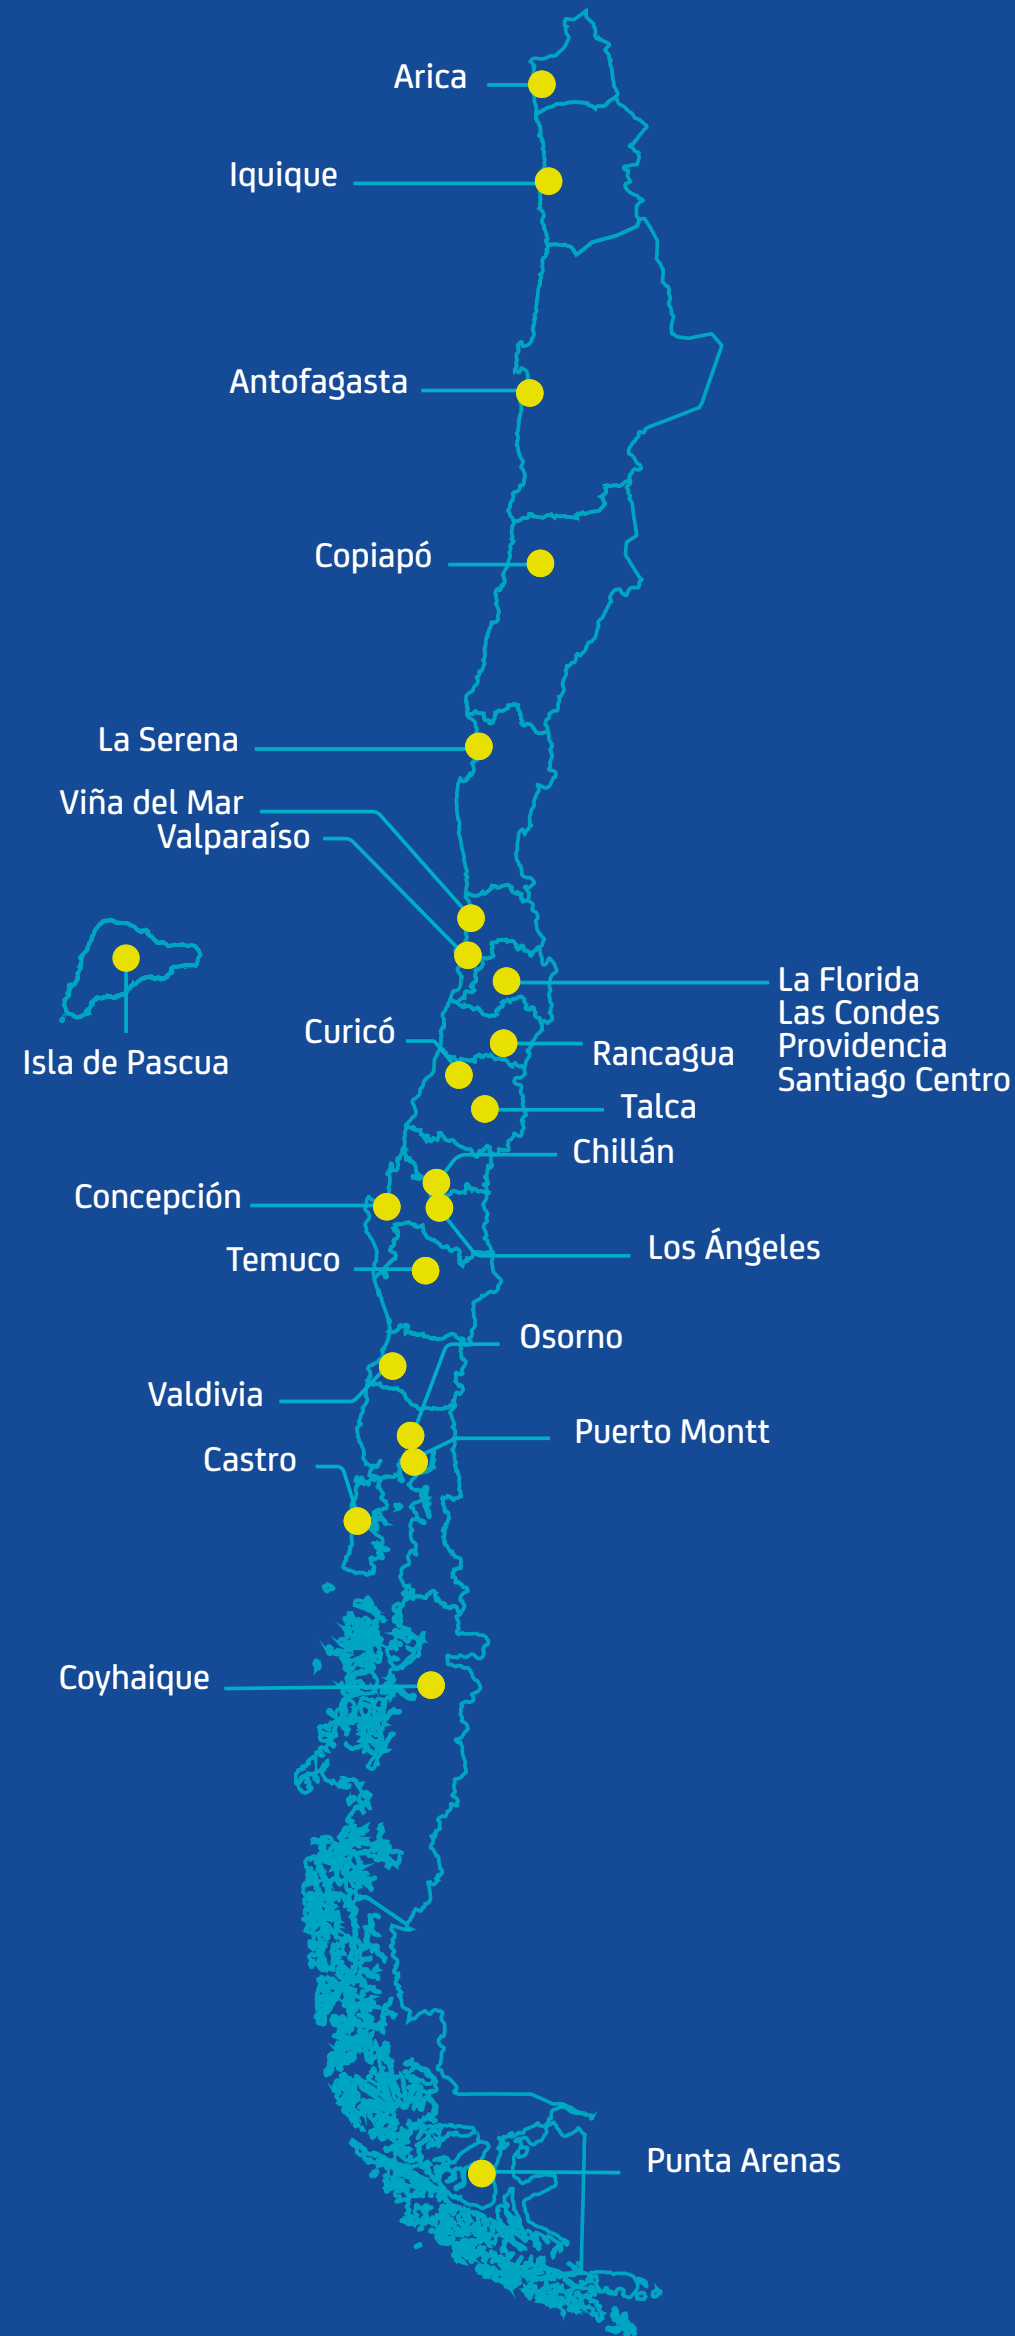 Arica
Iquique
Antofagasta
Copiapó
La Serena
Viña del Mar
Valparaíso
La Florida
Las Condes
Providencia
Santiago Centro
Isla de Pascua
Curicó
Rancagua
Talca
Chillán
Concepción
Los Ángeles
Temuco
Osorno
Valdivia
Puerto Montt
Castro
Coyhaique
Punta Arenas